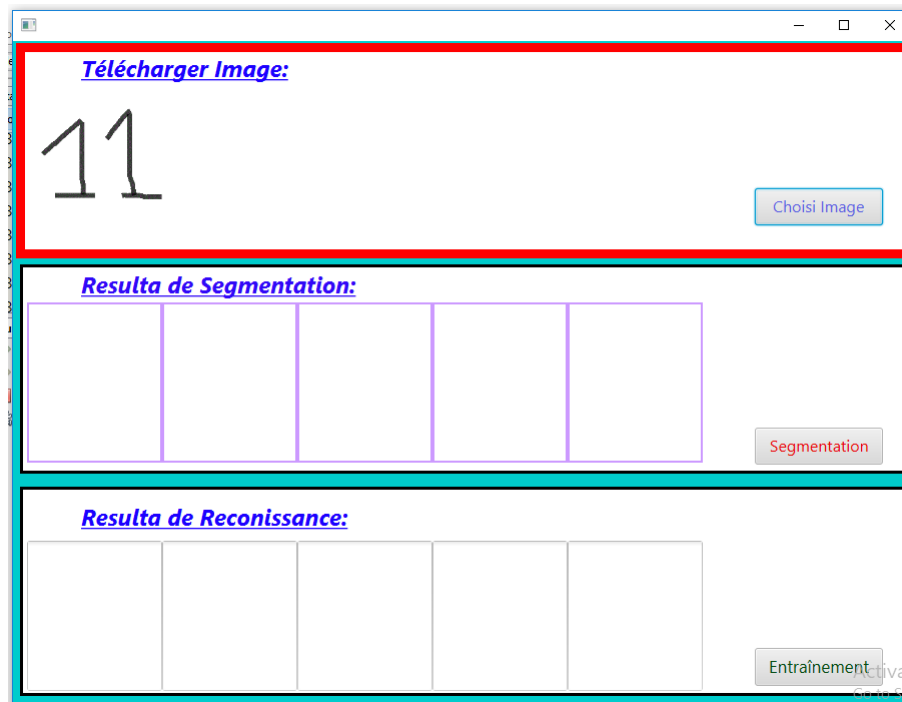 Télécharger Image:
11
Choisi Image
Resulta de Segmentation:
Segmentation
Resulta de Reconissance:
Entraînement